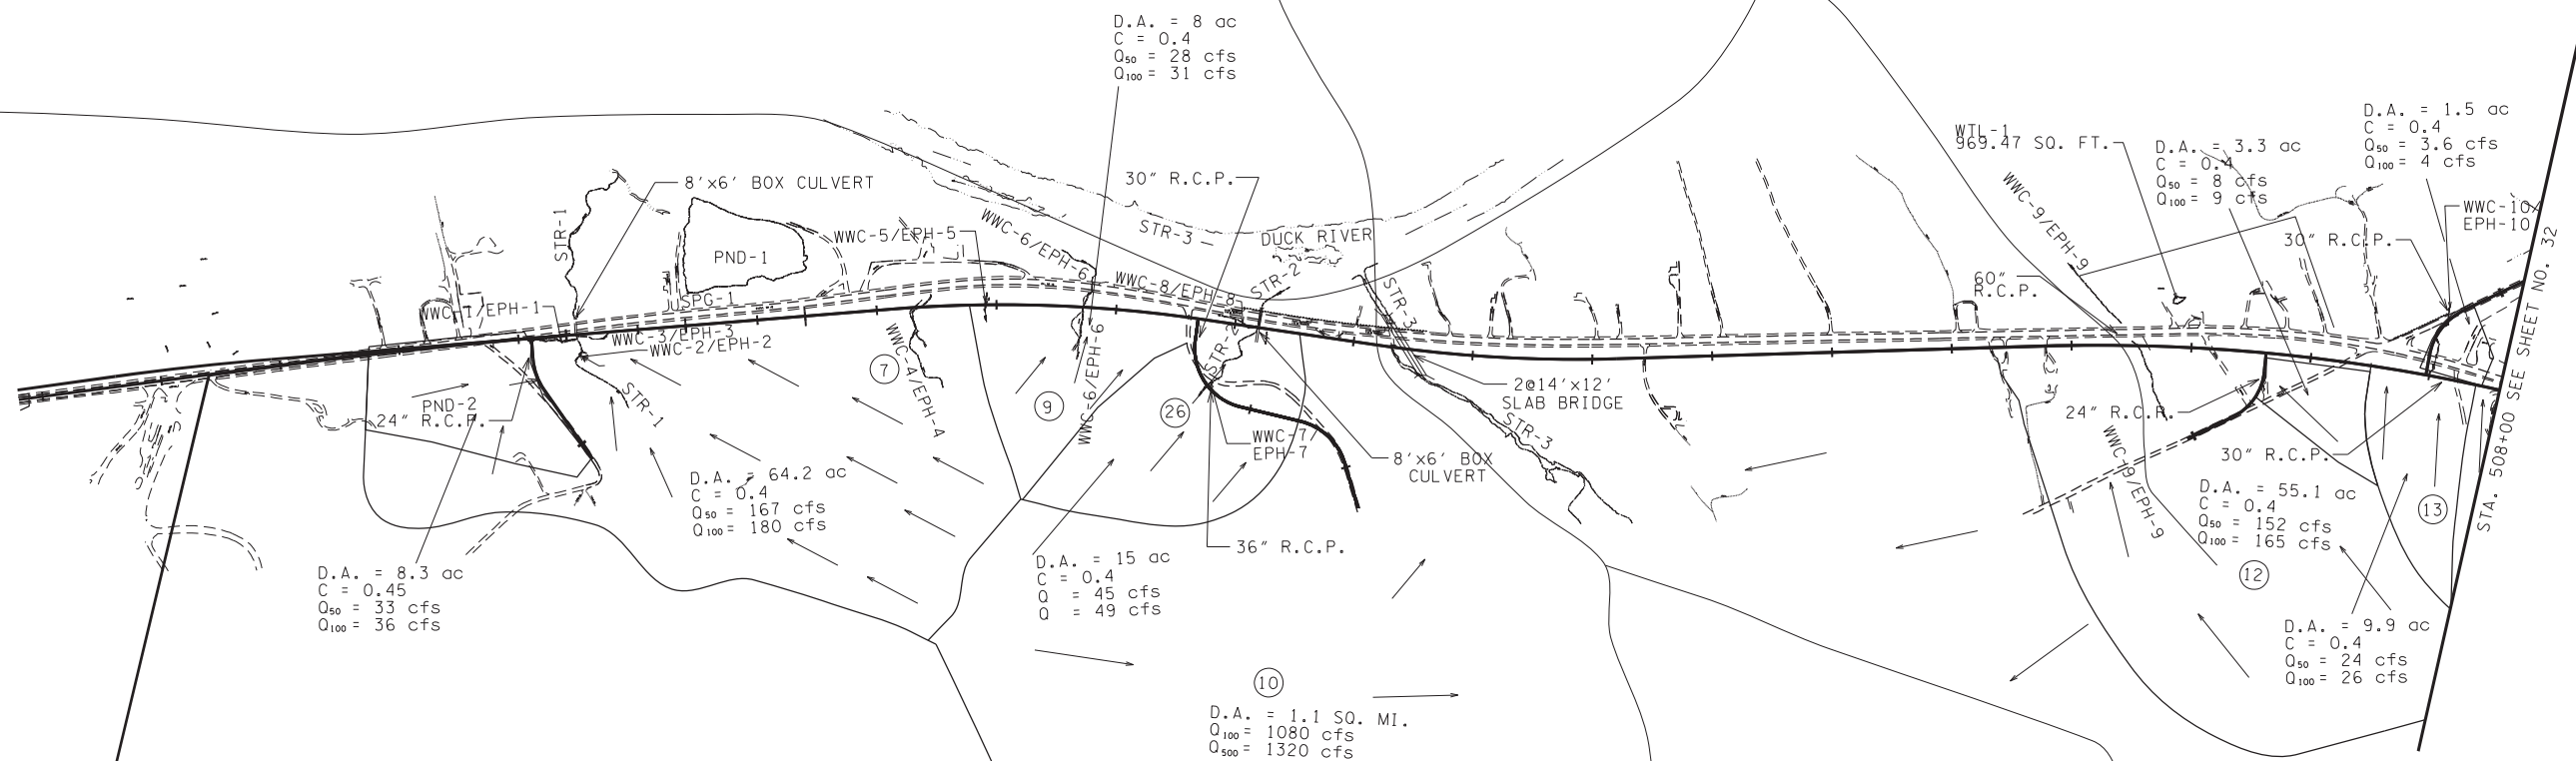 D.A. = 8 ac
C = 0.4
Q50 = 28 cfs
Q100 = 31 cfs
30" R.C.P.
8'x6' BOX CULVERT
STR-1
PND-1
WWC-5/EPH-5
WWC-6/EPH-6
STR-3
DUCK RIVER
STR-2
WWC-8/EPH-8
STR-3
SPG-1
WWC-1/EPH-1
WWC-3/EPH-3
WWC-2/EPH-2
STR-1
PND-2
24" R.C.P.
WWC-4/EPH-4
7
9
WWC-6/EPH-6
26
STR-2
WWC-7/
EPH-7
8'x6' BOX
CULVERT
2@14'x12'
SLAB BRIDGE
STR-3
36" R.C.P.
D.A. = 64.2 ac
C = 0.4
Q50 = 167 cfs
Q100 = 180 cfs
D.A. = 8.3 ac
C = 0.45
Q50 = 33 cfs
Q100 = 36 cfs
D.A. = 15 ac
C = 0.4
Q = 45 cfs
Q = 49 cfs
10
D.A. = 1.1 SQ. MI.
Q100 = 1080 cfs
Q500 = 1320 cfs
WTL-1
969.47 SQ. FT.
WWC-9/EPH-9
60"
R.C.P.
D.A. = 3.3 ac
C = 0.4
Q50 = 8 cfs
Q100 = 9 cfs
D.A. = 1.5 ac
C = 0.4
Q50 = 3.6 cfs
Q100 = 4 cfs
WWC-10/
EPH-10
30" R.C.P.
24" R.C.P.
WWC-9/EPH-9
30" R.C.P.
D.A. = 55.1 ac
C = 0.4
Q50 = 152 cfs
Q100 = 165 cfs
12
13
D.A. = 9.9 ac
C = 0.4
Q50 = 24 cfs
Q100 = 26 cfs
STA. 508+00 SEE SHEET NO. 32